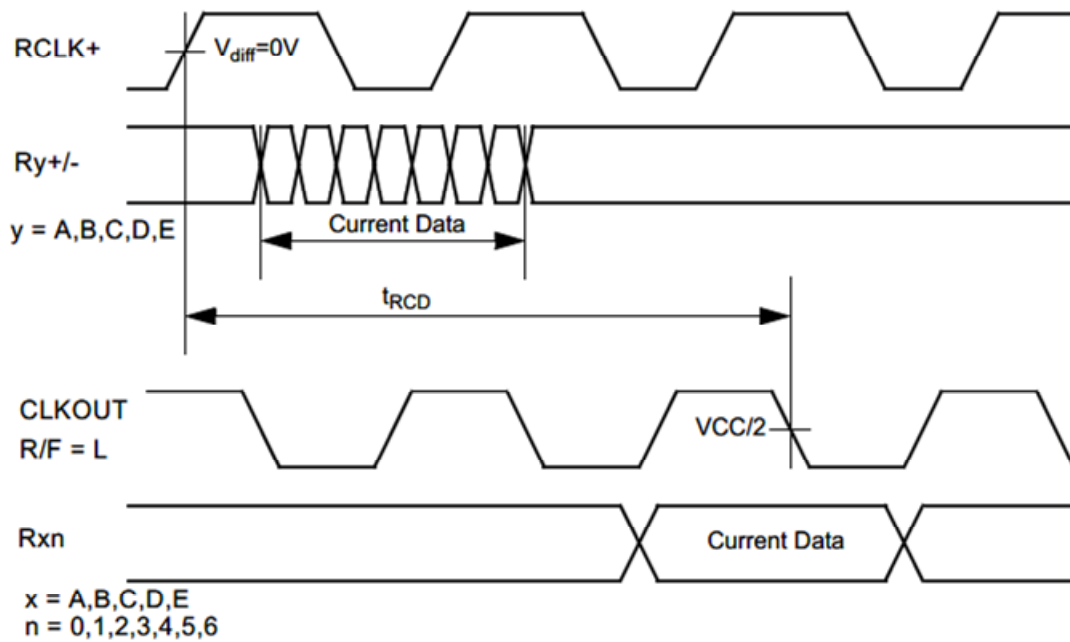 RCLK+
Vdiff=0V
Ry+/-
y = A,B,C,D,E
Current Data
tRCD
CLKOUT
R/F = L
VCC/2
Rxn
Current Data
x = A,B,C,D,E
n = 0,1,2,3,4,5,6